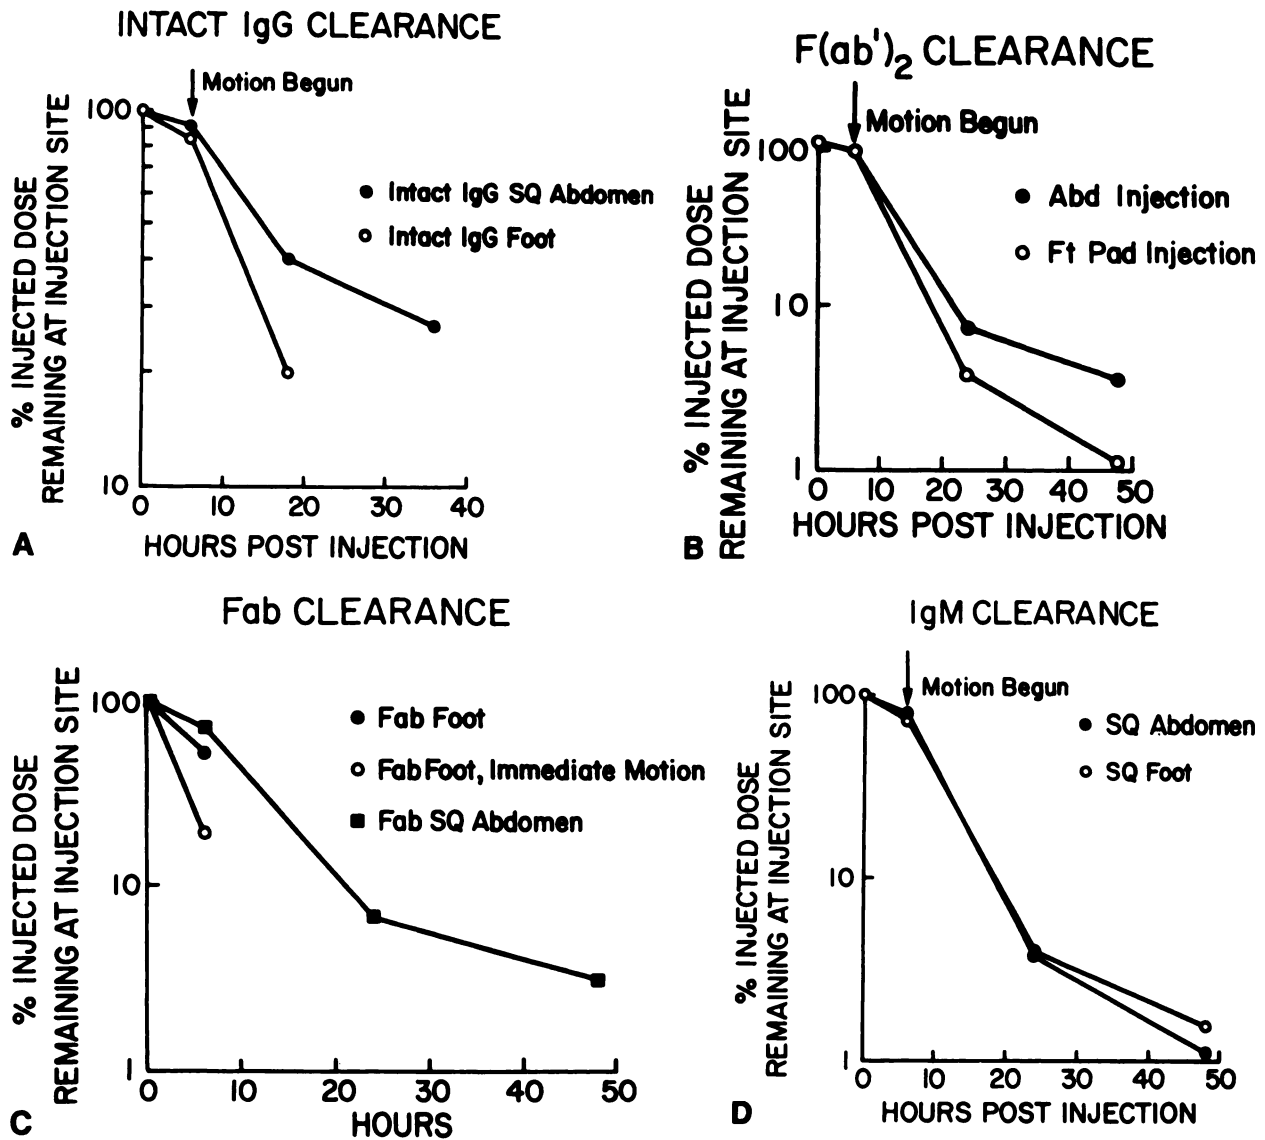 INTACT IgG CLEARANCE
Motion Begun
% INJECTED DOSE
REMAINING AT INJECTION SITE
100
10
Intact IgG SQ Abdomen
Intact IgG Foot
0 10 20 30 40
HOURS POST INJECTION
A
F(ab')2 CLEARANCE
Motion Begun
% INJECTED DOSE
REMAINING AT INJECTION SITE
100
10
1
Abd Injection
Ft Pad Injection
0 10 20 30 40 50
HOURS POST INJECTION
B
Fab CLEARANCE
% INJECTED DOSE
REMAINING AT INJECTION SITE
100
10
1
Fab Foot
Fab Foot, Immediate Motion
Fab SQ Abdomen
0 10 20 30 40 50
HOURS
C
IgM CLEARANCE
Motion Begun
% INJECTED DOSE
REMAINING AT INJECTION SITE
100
10
1
SQ Abdomen
SQ Foot
0 10 20 30 40 50
HOURS POST INJECTION
D